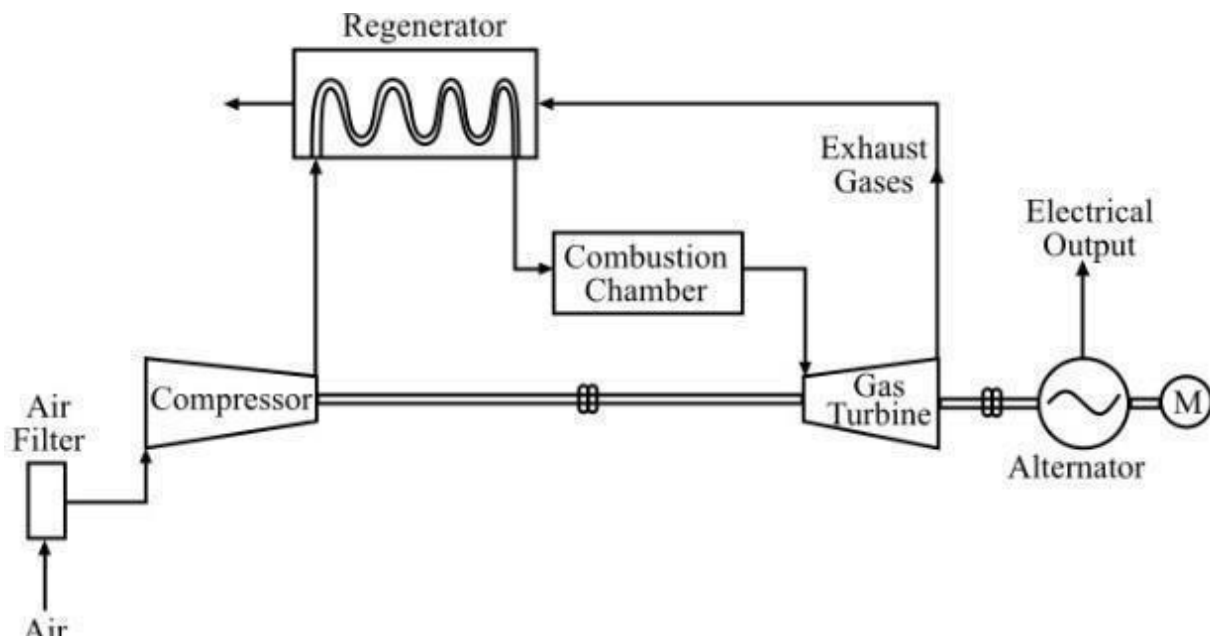 Regenerator
Exhaust
Gases
Electrical
Output
Combustion
Chamber
Compressor
Gas
Turbine
M
Air
Filter
Alternator
Air